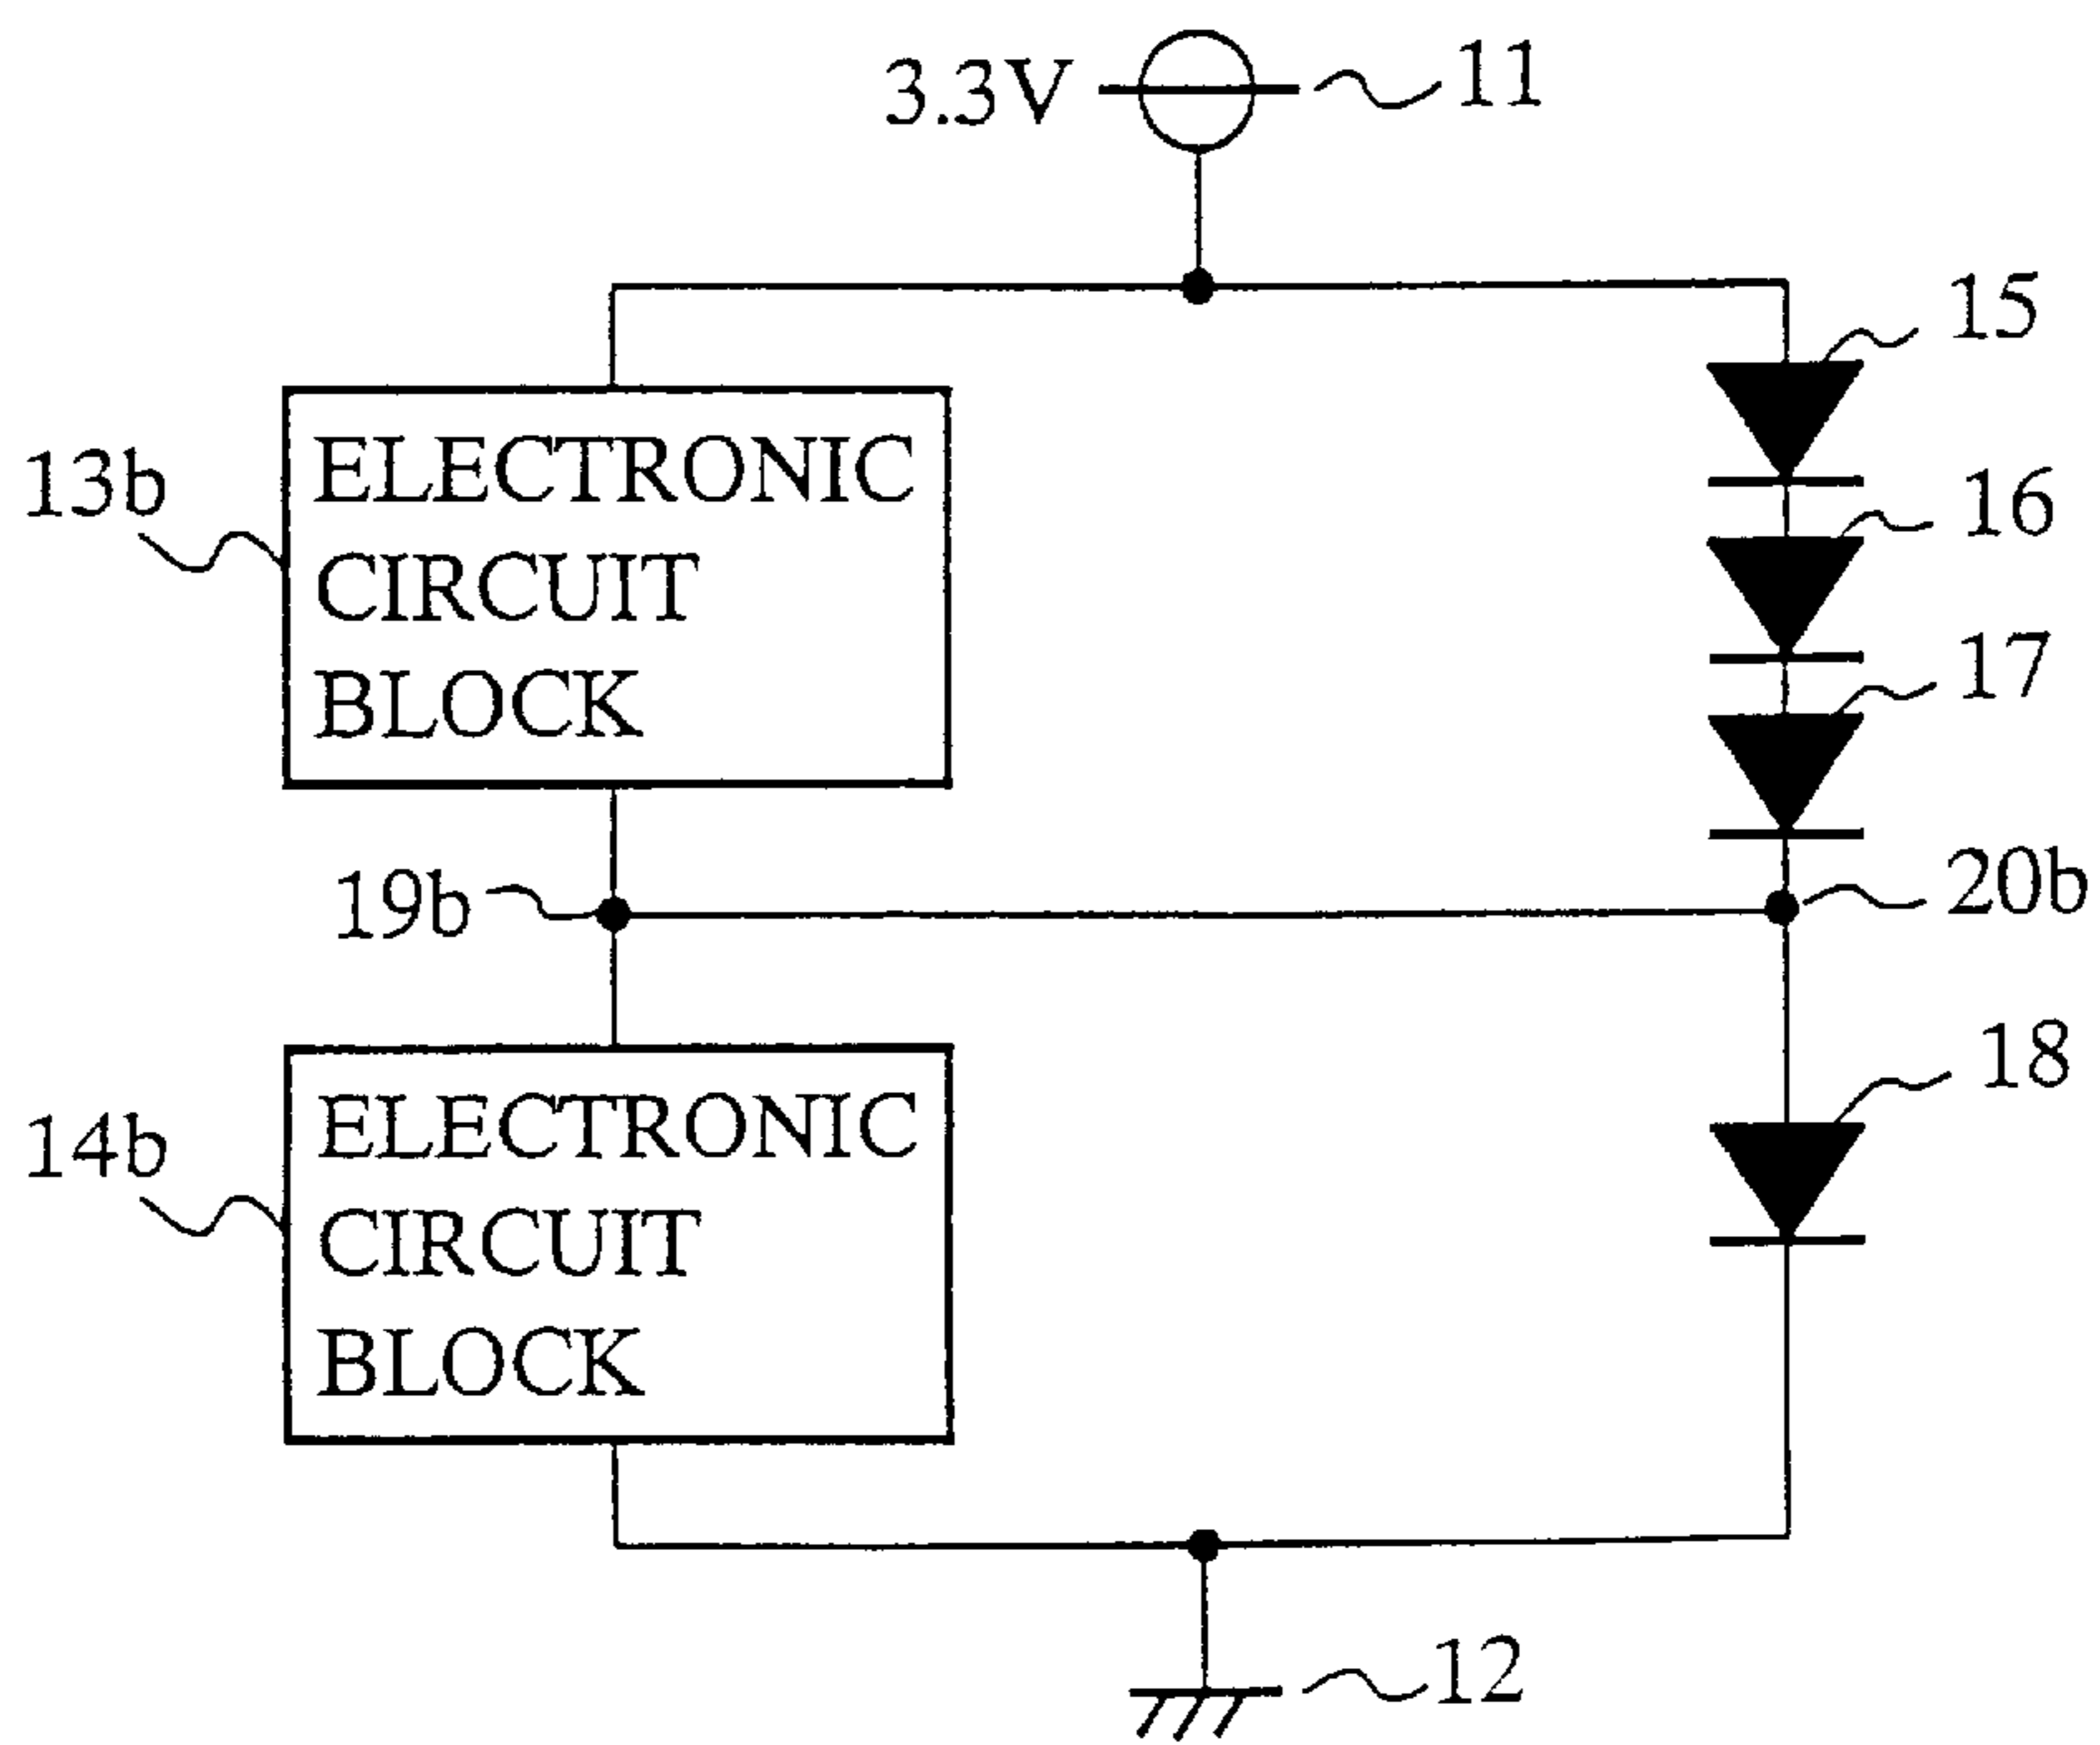 3.3V 11
15
ELECTRONIC
CIRCUIT
BLOCK
13b
16
17
19b
20b
18
ELECTRONIC
CIRCUIT
BLOCK
14b
12